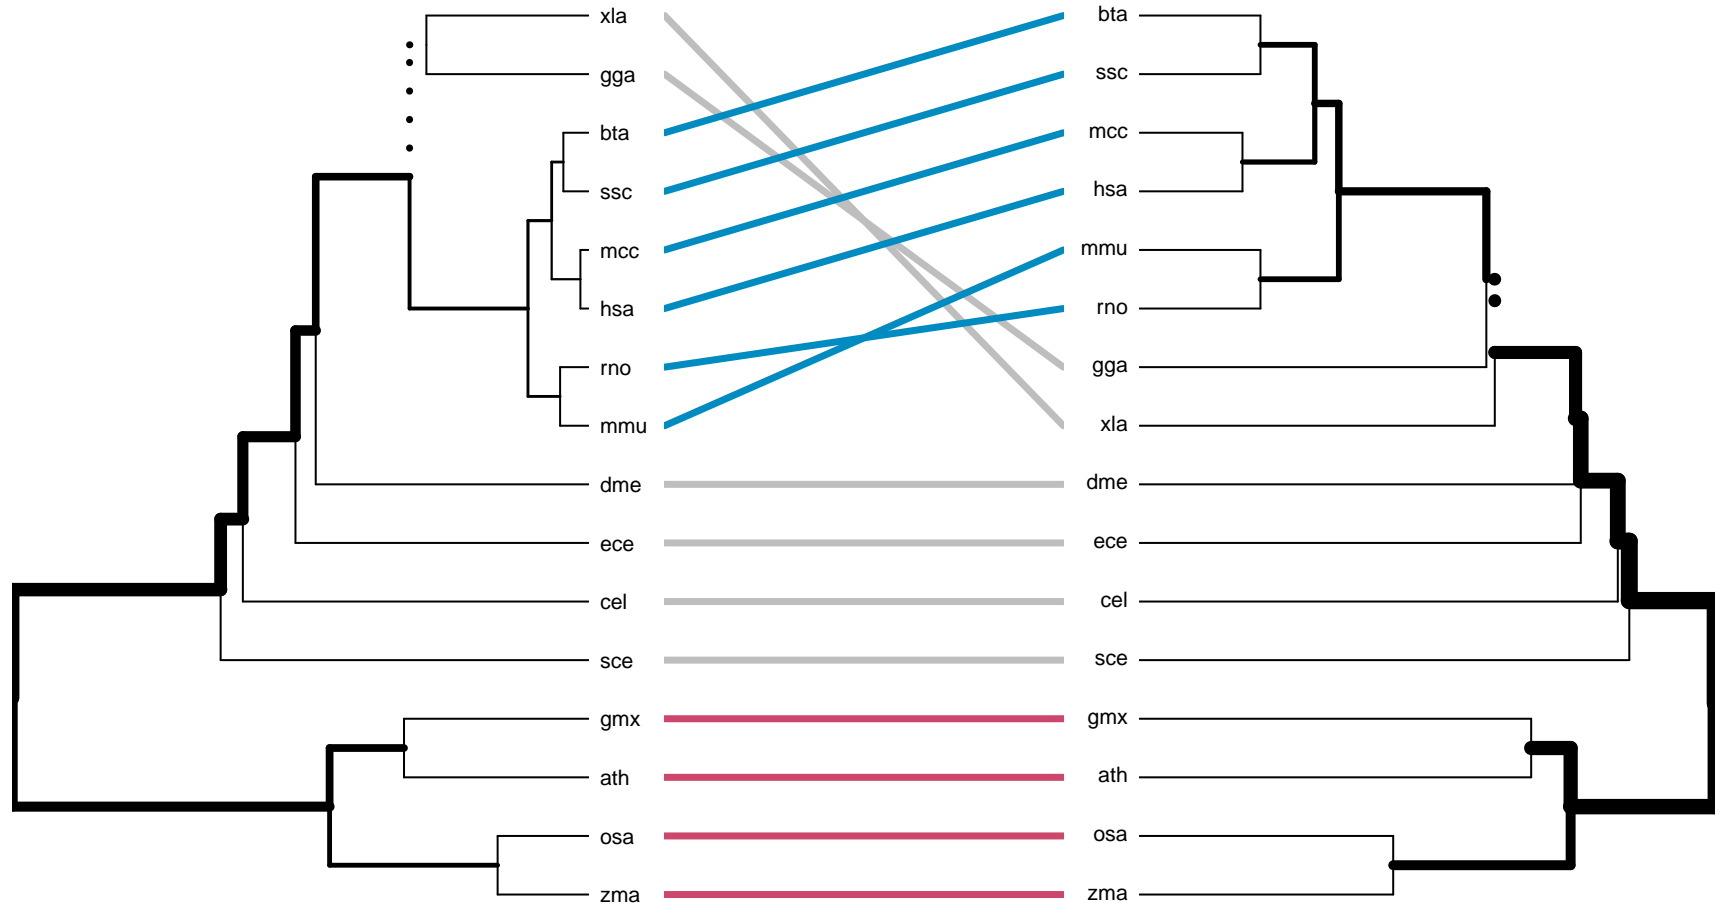 xla
gga
bta
ssc
mcc
hsa
rno
mmu
dme
ece
cel
sce
gmx
ath
osa
zma
bta
ssc
mcc
hsa
mmu
rno
gga
xla
dme
ece
cel
sce
gmx
ath
osa
zma